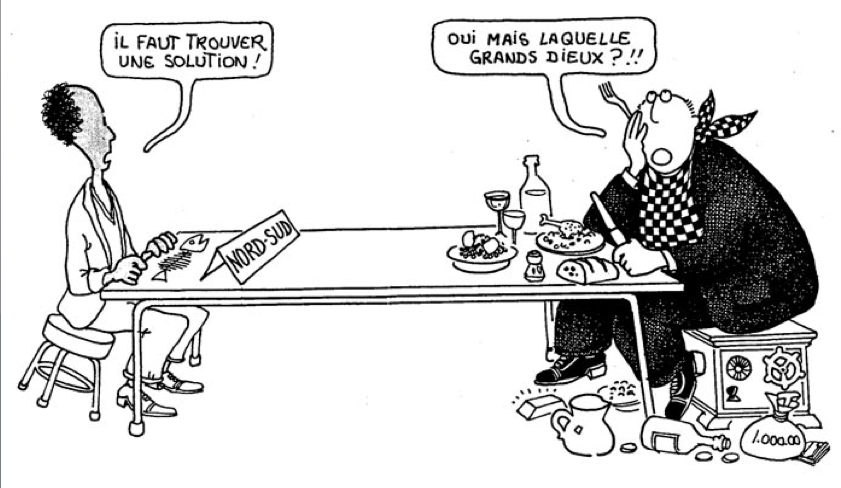 IL FAUT TROUVER
UNE SOLUTION !
OUI MAIS LAQUELLE
GRANDS DIEUX ? !!
NORD-SUD
1.000.00